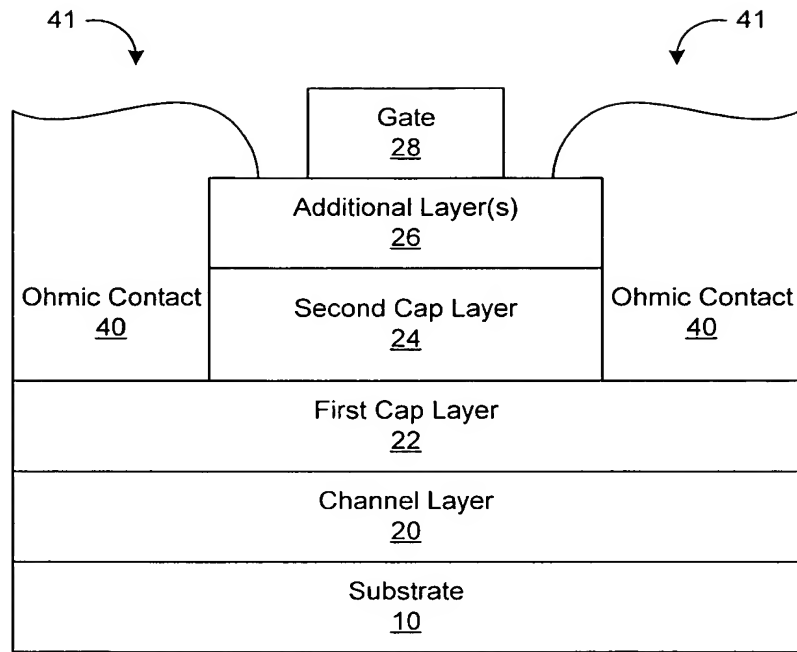 41
41
Gate
28
Additional Layer(s)
26
Ohmic Contact
40
Second Cap Layer
24
Ohmic Contact
40
First Cap Layer
22
Channel Layer
20
Substrate
10